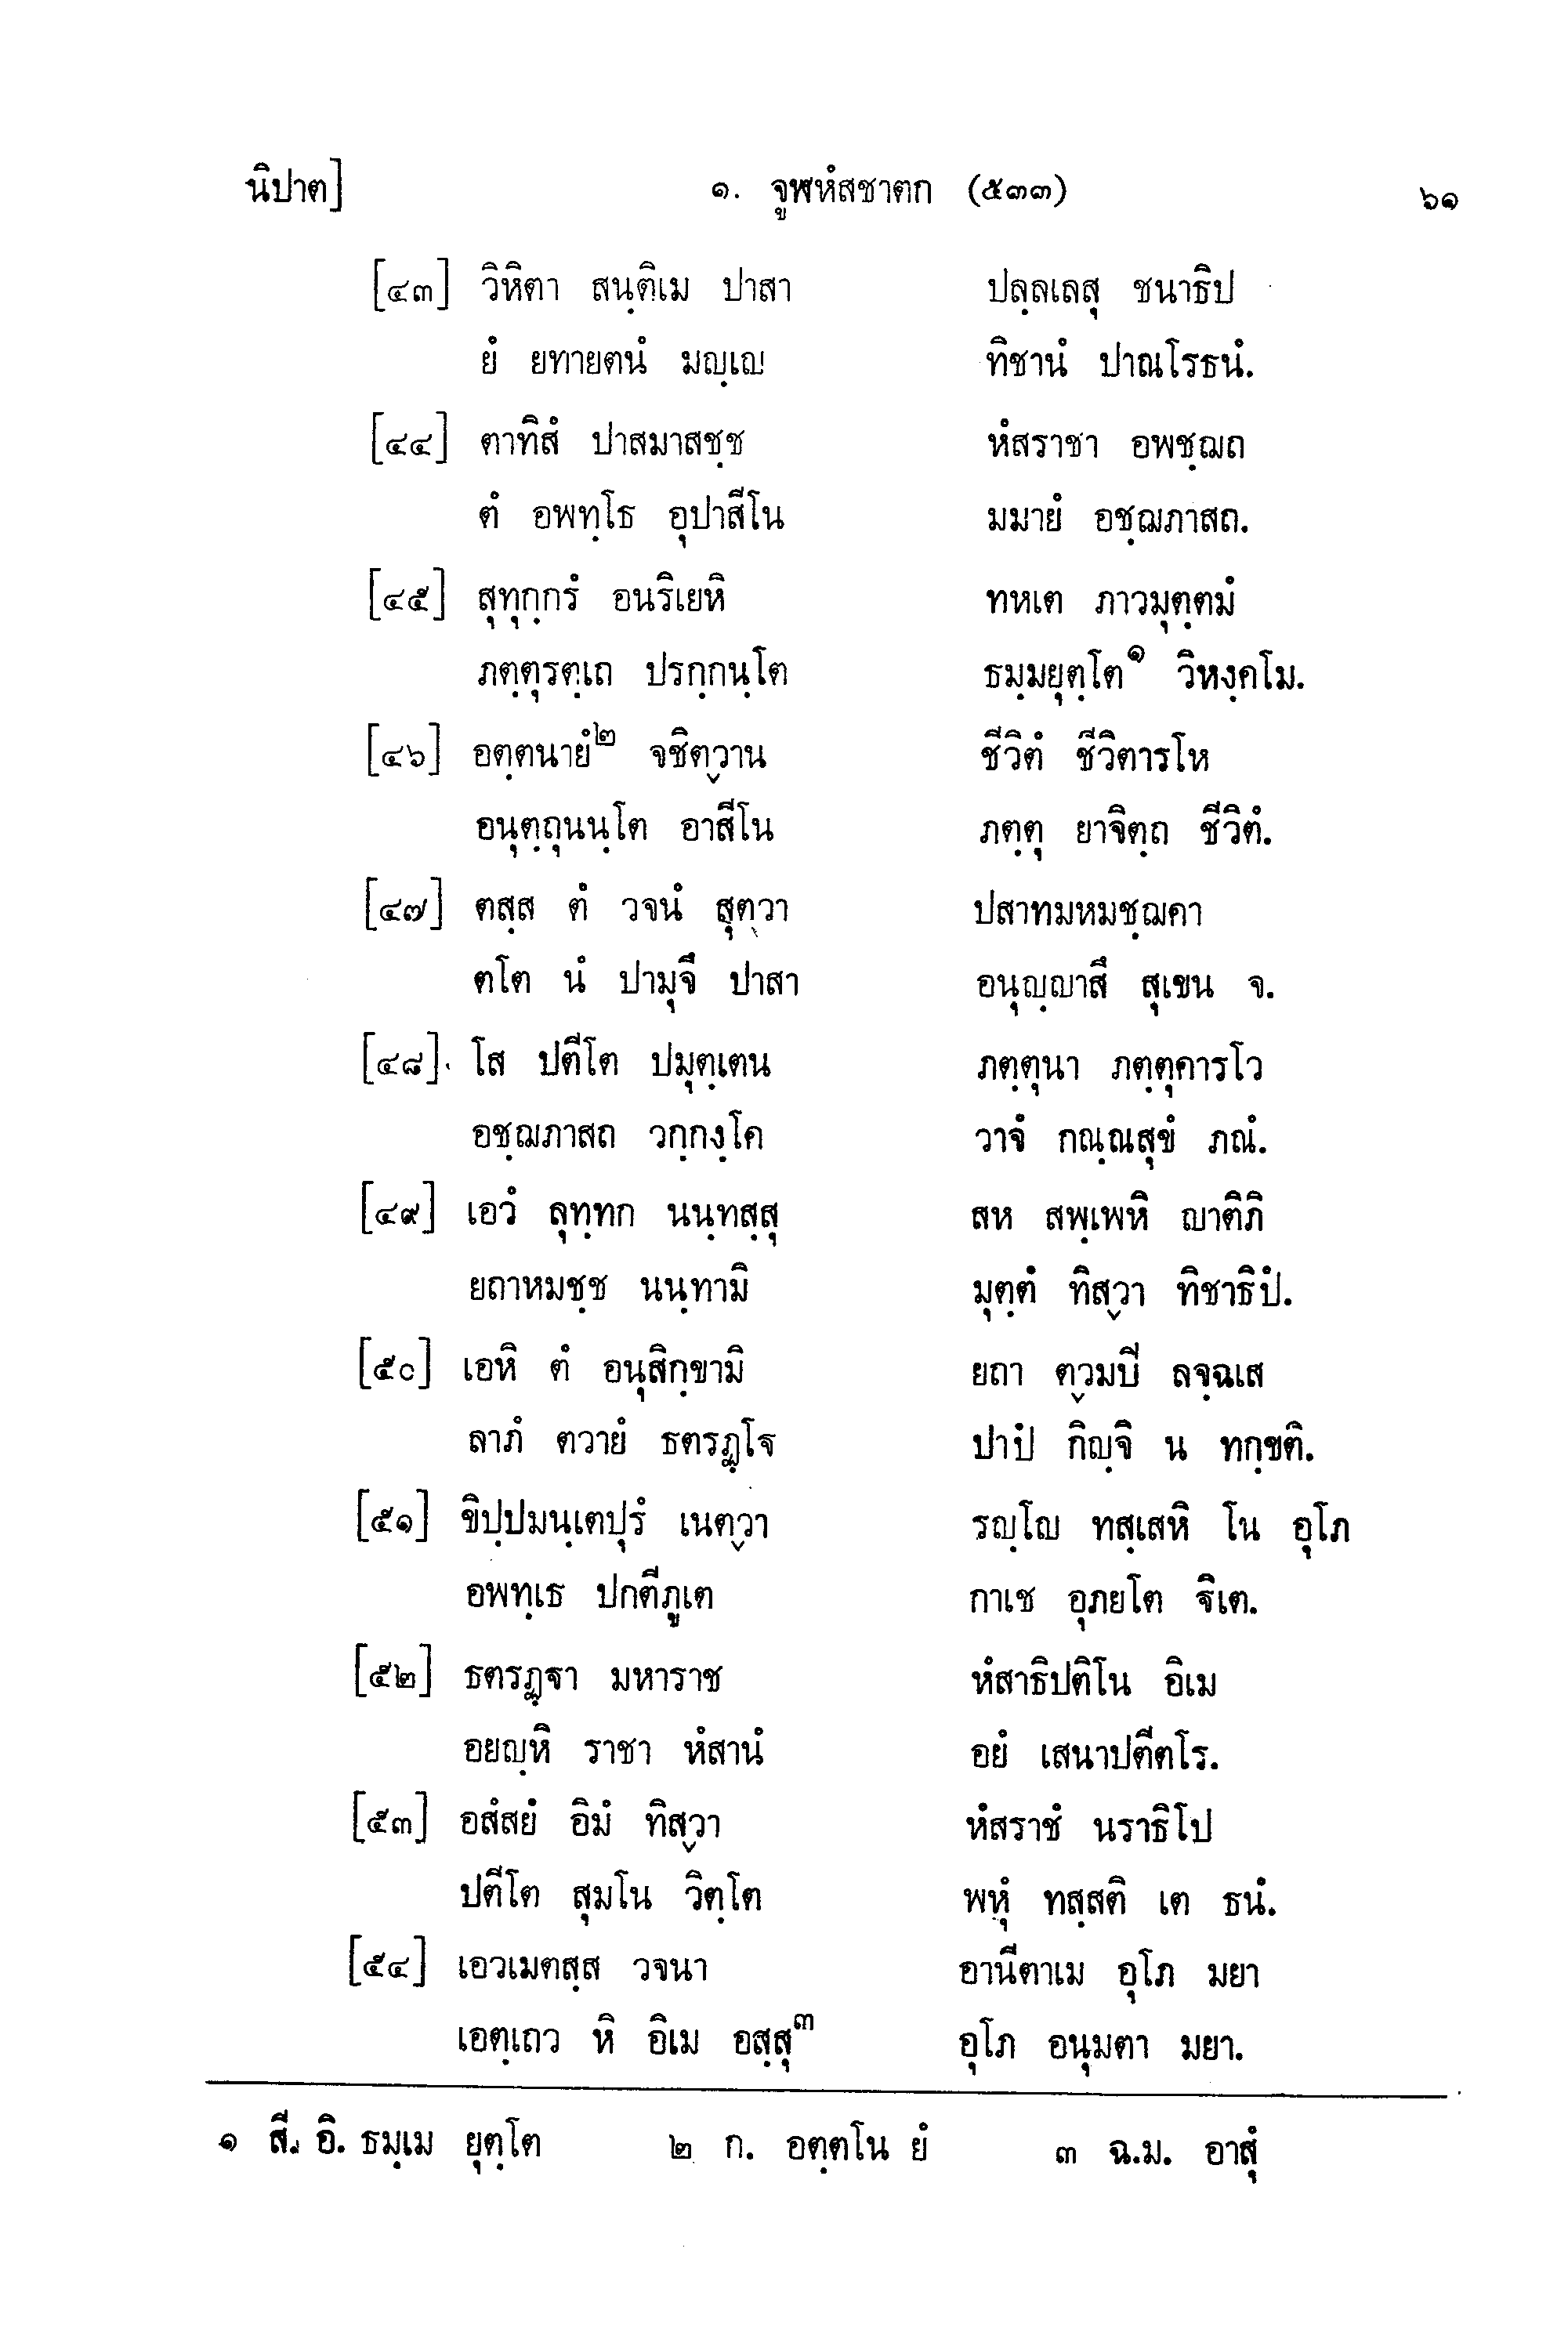 นิปาต] ๑. จูฬหํสชาตก (๕๓๓) ๖๑
[๔๓] วิหิตา สนฺติเม ปาสา ปลฺลเลสุ ชนาธิป
ยํ ยทายตนํ มญฺเญ ทิชานํ ปาณโรธนํ.
[๔๔] ตาทิสํ ปาสมาสชฺช หํสราชา อพชฺฌถ
ตํ อพทฺโธ อุปาสีโน มมายํ อชฺฌภาสถ.
[๔๕] สุทุกฺกรํ อนริเยหิ ทหเต ภาวมุตฺตมํ
ภตฺตุรตฺเถ ปรกฺกนฺโต ธมฺมยุตฺโต๑ วิหงฺคโม.
[๔๖] อตฺตนายํ๒ จชิตฺวาน ชีวิตํ ชีวิตารโห
อนุตฺถุนนฺโต อาสีโน ภตฺตุ ยาจิตฺถ ชีวิตํ.
[๔๗] ตสฺส ตํ วจนํ สุตฺวา ปสาทมหมชฺฌคา
ตโต นํ ปามุจึ ปาสา อนุญฺญาสึ สุเขน จ.
[๔๘] โส ปตีโต ปมุตฺเตน ภตฺตุนา ภตฺตุคารโว
อชฺฌภาสถ วกฺกงฺโค วาจํ กณฺณสุขํ ภณํ.
[๔๙] เอวํ ลุทฺทก นนฺทสฺสุ สห สพฺเพหิ ญาติภิ
ยถาหมชฺช นนฺทามิ มุตฺตํ ทิสฺวา ทิชาธิปํ.
[๕๐] เอหิ ตํ อนุสิกฺขามิ ยถา ตฺวมปี ลจฺฉเส
ลาภํ ตวายํ ธตรฏฺโฐ ปาปํ กิญฺจิ น ทกฺขติ.
[๕๑] ขิปฺปมนฺเตปุรํ เนตฺวา รญฺโญ ทสฺเสหิ โน อุโภ
อพทฺเธ ปกตีภูเต กาเช อุภยโต ฐิเต.
[๕๒] ธตรฏฺฐา มหาราช หํสาธิปติโน อิเม
อยญฺหิ ราชา หํสานํ อยํ เสนาปตีตโร.
[๕๓] อสํสยํ อิมํ ทิสฺวา หํสราชํ นราธิโป
ปตีโต สุมโน วิตฺโต พหุํ ทสฺสติ เต ธนํ.
[๕๔] เอวเมตสฺส วจนา อานีตาเม อุโภ มยา
เอตฺเถว หิ อิเม อสฺสุ๓ อุโภ อนุมตา มยา.
๑ สี. อิ. ธมฺเม ยุตฺโต ๒ ก. อตฺตโน ยํ ๓ ฉ.ม. อาสุํ